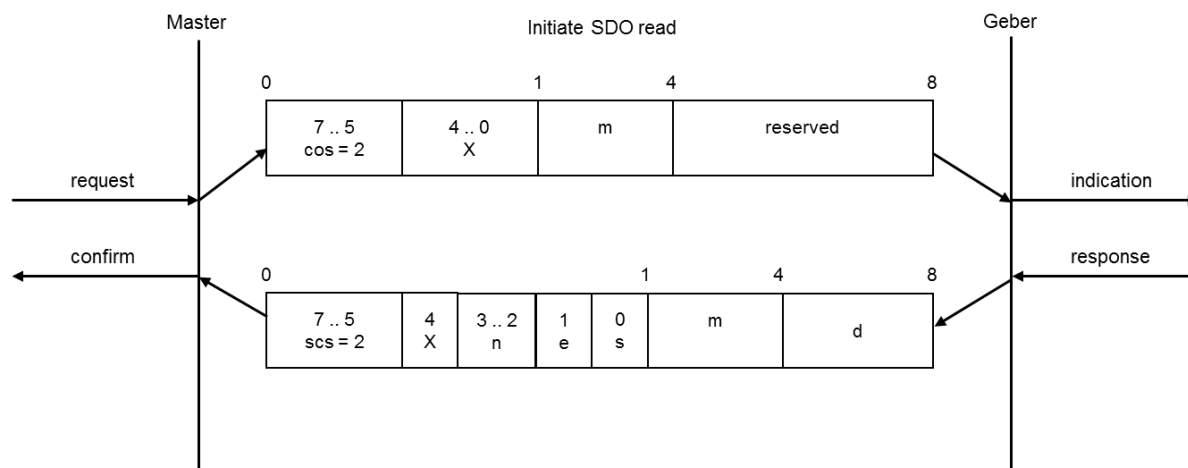 Master
Initiate SDO read
Geber
0 1 4 8
7 .. 5 4 .. 0 m reserved
cos = 2 X
request
indication
confirm
response
0 1 4 8
7 .. 5 4 3 .. 2 1 0 m d
scs = 2 X n e s